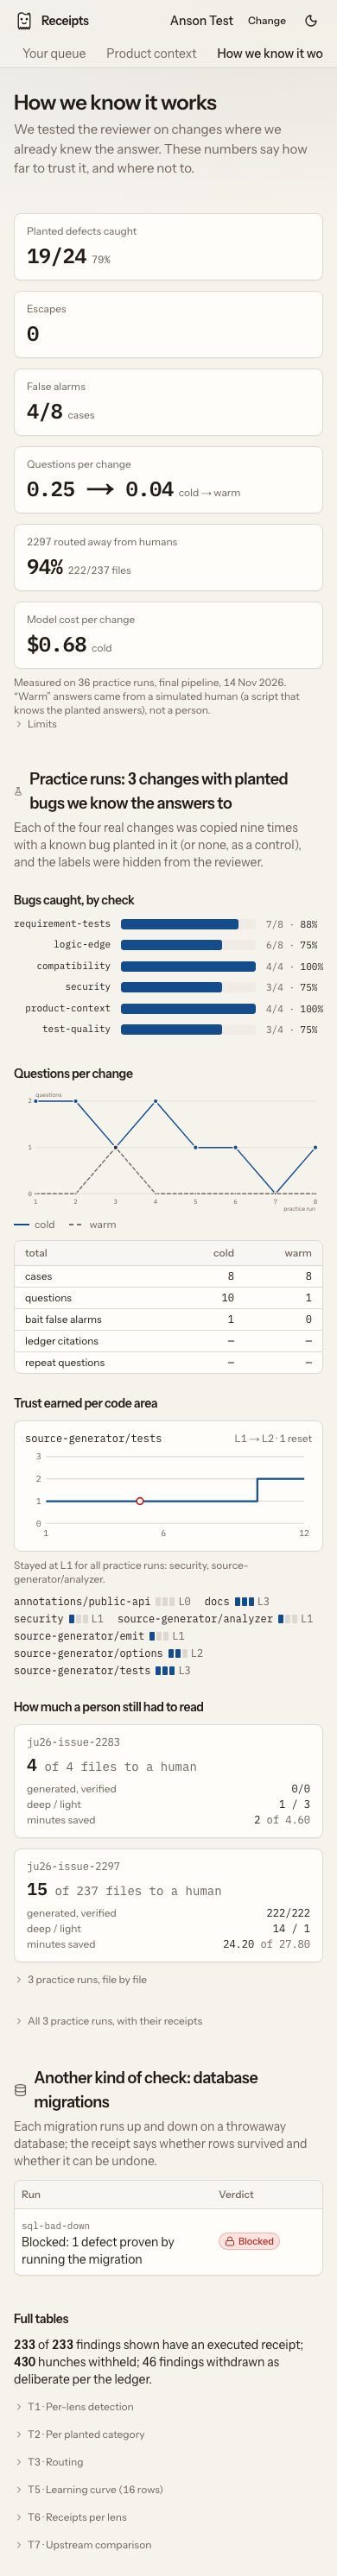 Receipts
Anson Test
Change
Your queue
Product context
How we know it wo
How we know it works
We tested the reviewer on changes where we
already knew the answer. These numbers say how
far to trust it, and where not to.
Planted defects caught
19/24 79%
Escapes
0
False alarms
4/8 cases
Questions per change
0.25 → 0.04 cold → warm
2297 routed away from humans
94% 222/237 files
Model cost per change
$0.68 cold
Measured on 36 practice runs, final pipeline, 14 Nov 2026.
“Warm” answers came from a simulated human (a script that
knows the planted answers), not a person.
> Limits
Practice runs: 3 changes with planted
bugs we know the answers to
Each of the four real changes was copied nine times
with a known bug planted in it (or none, as a control),
and the labels were hidden from the reviewer.
Bugs caught, by check
requirement-tests 7/8 · 88%
logic-edge 6/8 · 75%
compatibility 4/4 · 100%
security 3/4 · 75%
product-context 4/4 · 100%
test-quality 3/4 · 75%
Questions per change
questions
2
1
0
1 2 3 4 5 6 7 8
practice run
cold warm
total cold warm
cases 8 8
questions 10 1
bait false alarms 1 0
ledger citations — —
repeat questions — —
Trust earned per code area
source-generator/tests L1 → L2 · 1 reset
3
2
1
0
1 6 12
Stayed at L1 for all practice runs: security, source-
generator/analyzer.
annotations/public-api L0 docs L3
security L1 source-generator/analyzer L1
source-generator/emit L1
source-generator/options L2
source-generator/tests L3
How much a person still had to read
ju26-issue-2283
4 of 4 files to a human
generated, verified 0/0
deep / light 1 / 3
minutes saved 2 of 4.60
ju26-issue-2297
15 of 237 files to a human
generated, verified 222/222
deep / light 14 / 1
minutes saved 24.20 of 27.80
> 3 practice runs, file by file
> All 3 practice runs, with their receipts
Another kind of check: database
migrations
Each migration runs up and down on a throwaway
database; the receipt says whether rows survived and
whether it can be undone.
Run Verdict
sql-bad-down
Blocked: 1 defect proven by
running the migration
Blocked
Full tables
233 of 233 findings shown have an executed receipt;
430 hunches withheld; 46 findings withdrawn as
deliberate per the ledger.
> T1 · Per-lens detection
> T2 · Per planted category
> T3 · Routing
> T5 · Learning curve (16 rows)
> T6 · Receipts per lens
> T7 · Upstream comparison